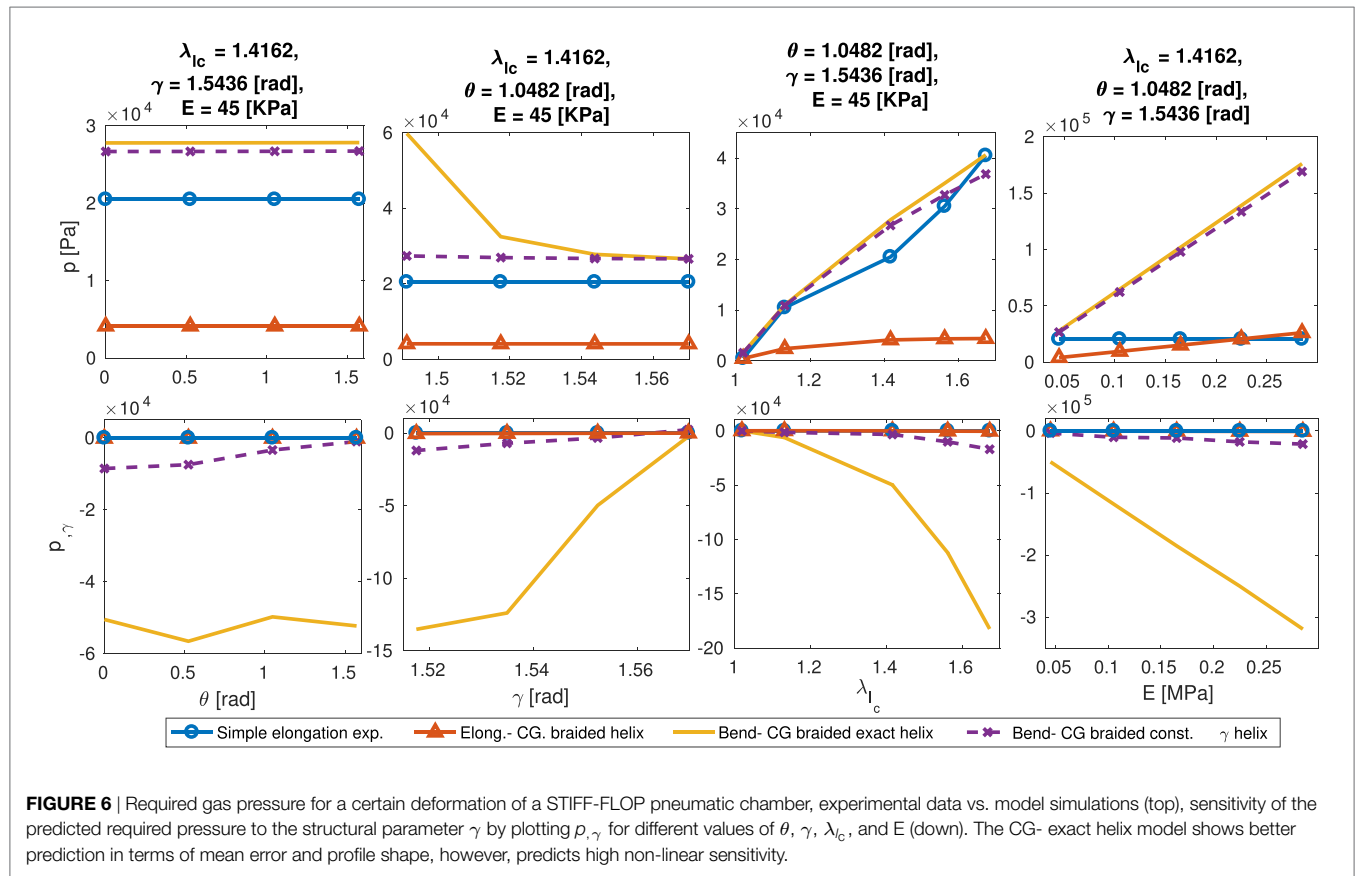 λlc = 1.4162,
γ = 1.5436 [rad],
E = 45 [KPa]
λlc = 1.4162,
θ = 1.0482 [rad],
E = 45 [KPa]
θ = 1.0482 [rad],
γ = 1.5436 [rad],
E = 45 [KPa]
λlc = 1.4162,
θ = 1.0482 [rad],
γ = 1.5436 [rad]
×10^4
3
2
1
0
p [Pa]
0 0.5 1 1.5
×10^4
6
4
2
0
1.5 1.52 1.54 1.56
×10^4
4
3
2
1
0
1 1.2 1.4 1.6
×10^5
2
1.5
1
0.5
0
0.05 0.1 0.15 0.2 0.25
×10^4
0
-2
-4
-6
p,γ
0 0.5 1 1.5
θ [rad]
×10^4
0
-5
-10
-15
1.52 1.54 1.56
γ [rad]
×10^4
0
-5
-10
-15
-20
1 1.2 1.4 1.6
λlc
×10^5
0
-1
-2
-3
0.05 0.1 0.15 0.2 0.25
E [MPa]
Simple elongation exp. Elong.- CG. braided helix Bend- CG braided exact helix Bend- CG braided const. γ helix
FIGURE 6 | Required gas pressure for a certain deformation of a STIFF-FLOP pneumatic chamber, experimental data vs. model simulations (top), sensitivity of the
predicted required pressure to the structural parameter γ by plotting p,γ for different values of θ, γ, λlc, and E (down). The CG- exact helix model shows better
prediction in terms of mean error and profile shape, however, predicts high non-linear sensitivity.